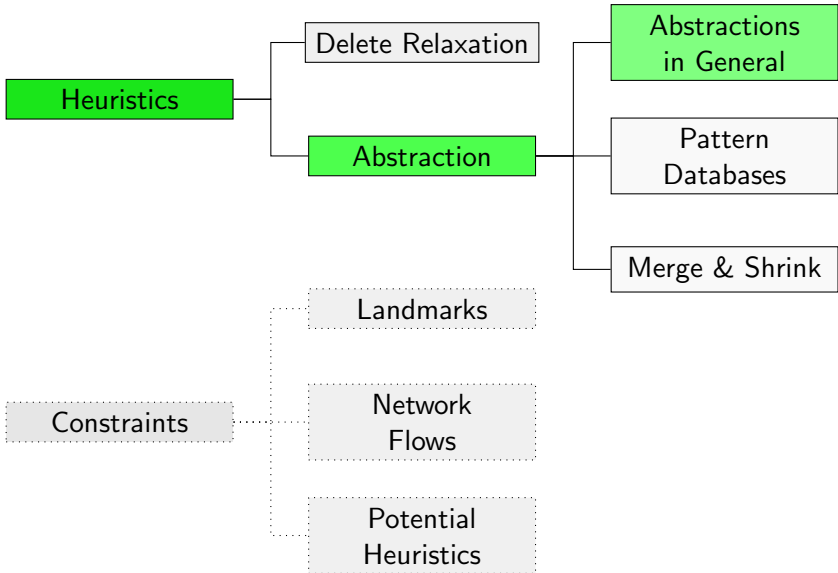 Heuristics
Delete Relaxation
Abstraction
Abstractions
in General
Pattern
Databases
Merge & Shrink
Constraints
Landmarks
Network
Flows
Potential
Heuristics